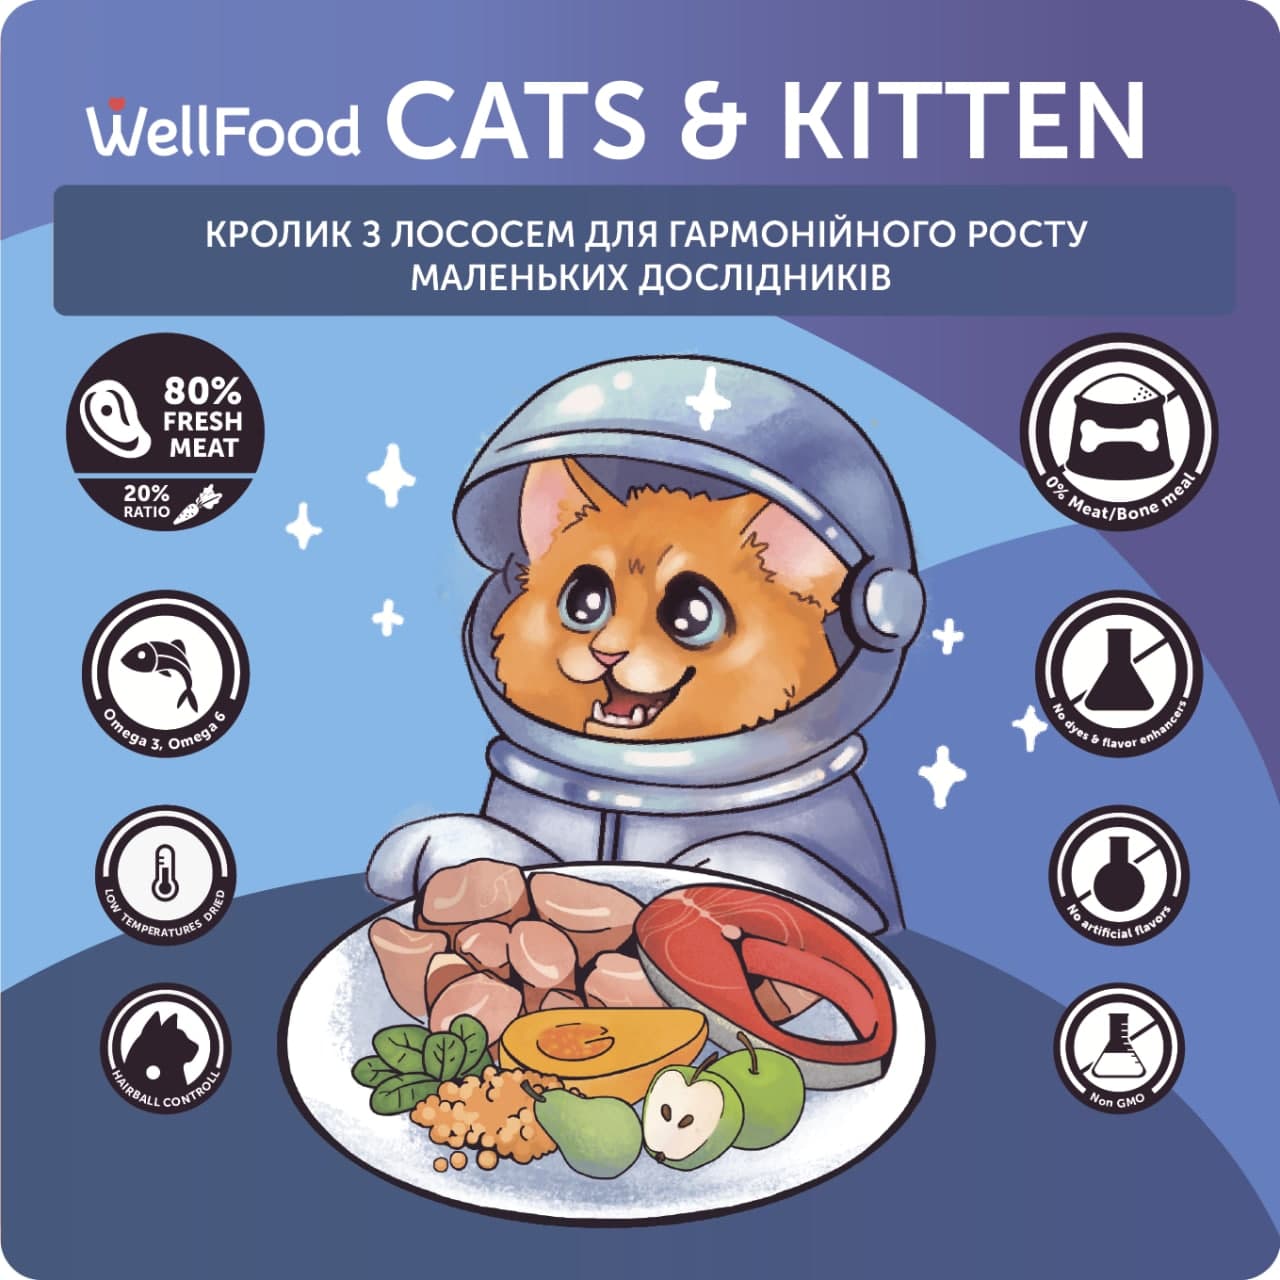 WellFood CATS & KITTEN
КРОЛИК З ЛОСОСЕМ ДЛЯ ГАРМОНІЙНОГО РОСТУ
МАЛЕНЬКИХ ДОСЛІДНИКІВ
80%
FRESH
MEAT
20%
RATIO
0% Meat/Bone meal
Omega 3, Omega 6
No dyes & flavor enhancers
LOW TEMPERATURES DRIED
No artificial flavors
HAIRBALL CONTROLL
Non GMO